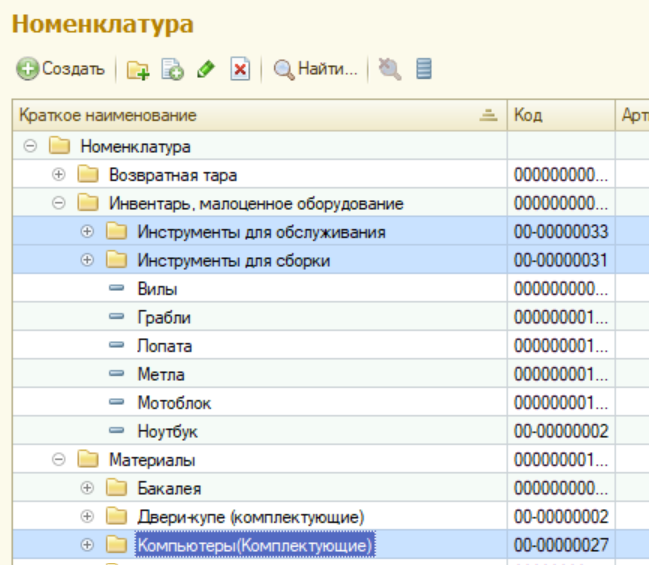 Номенклатура
Создать Найти...
Краткое наименование Код Арт
Номенклатура
Возвратная тара 000000000...
Инвентарь, малоценное оборудование 000000000...
Инструменты для обслуживания 00-00000033
Инструменты для сборки 00-00000031
Вилы 000000000...
Грабли 000000001...
Лопата 000000001...
Метла 000000001...
Мотоблок 000000001...
Ноутбук 00-00000002
Материалы 000000001...
Бакалея 000000000...
Двери-купе (комплектующие) 00-00000002
Компьютеры(Комплектующие) 00-00000027